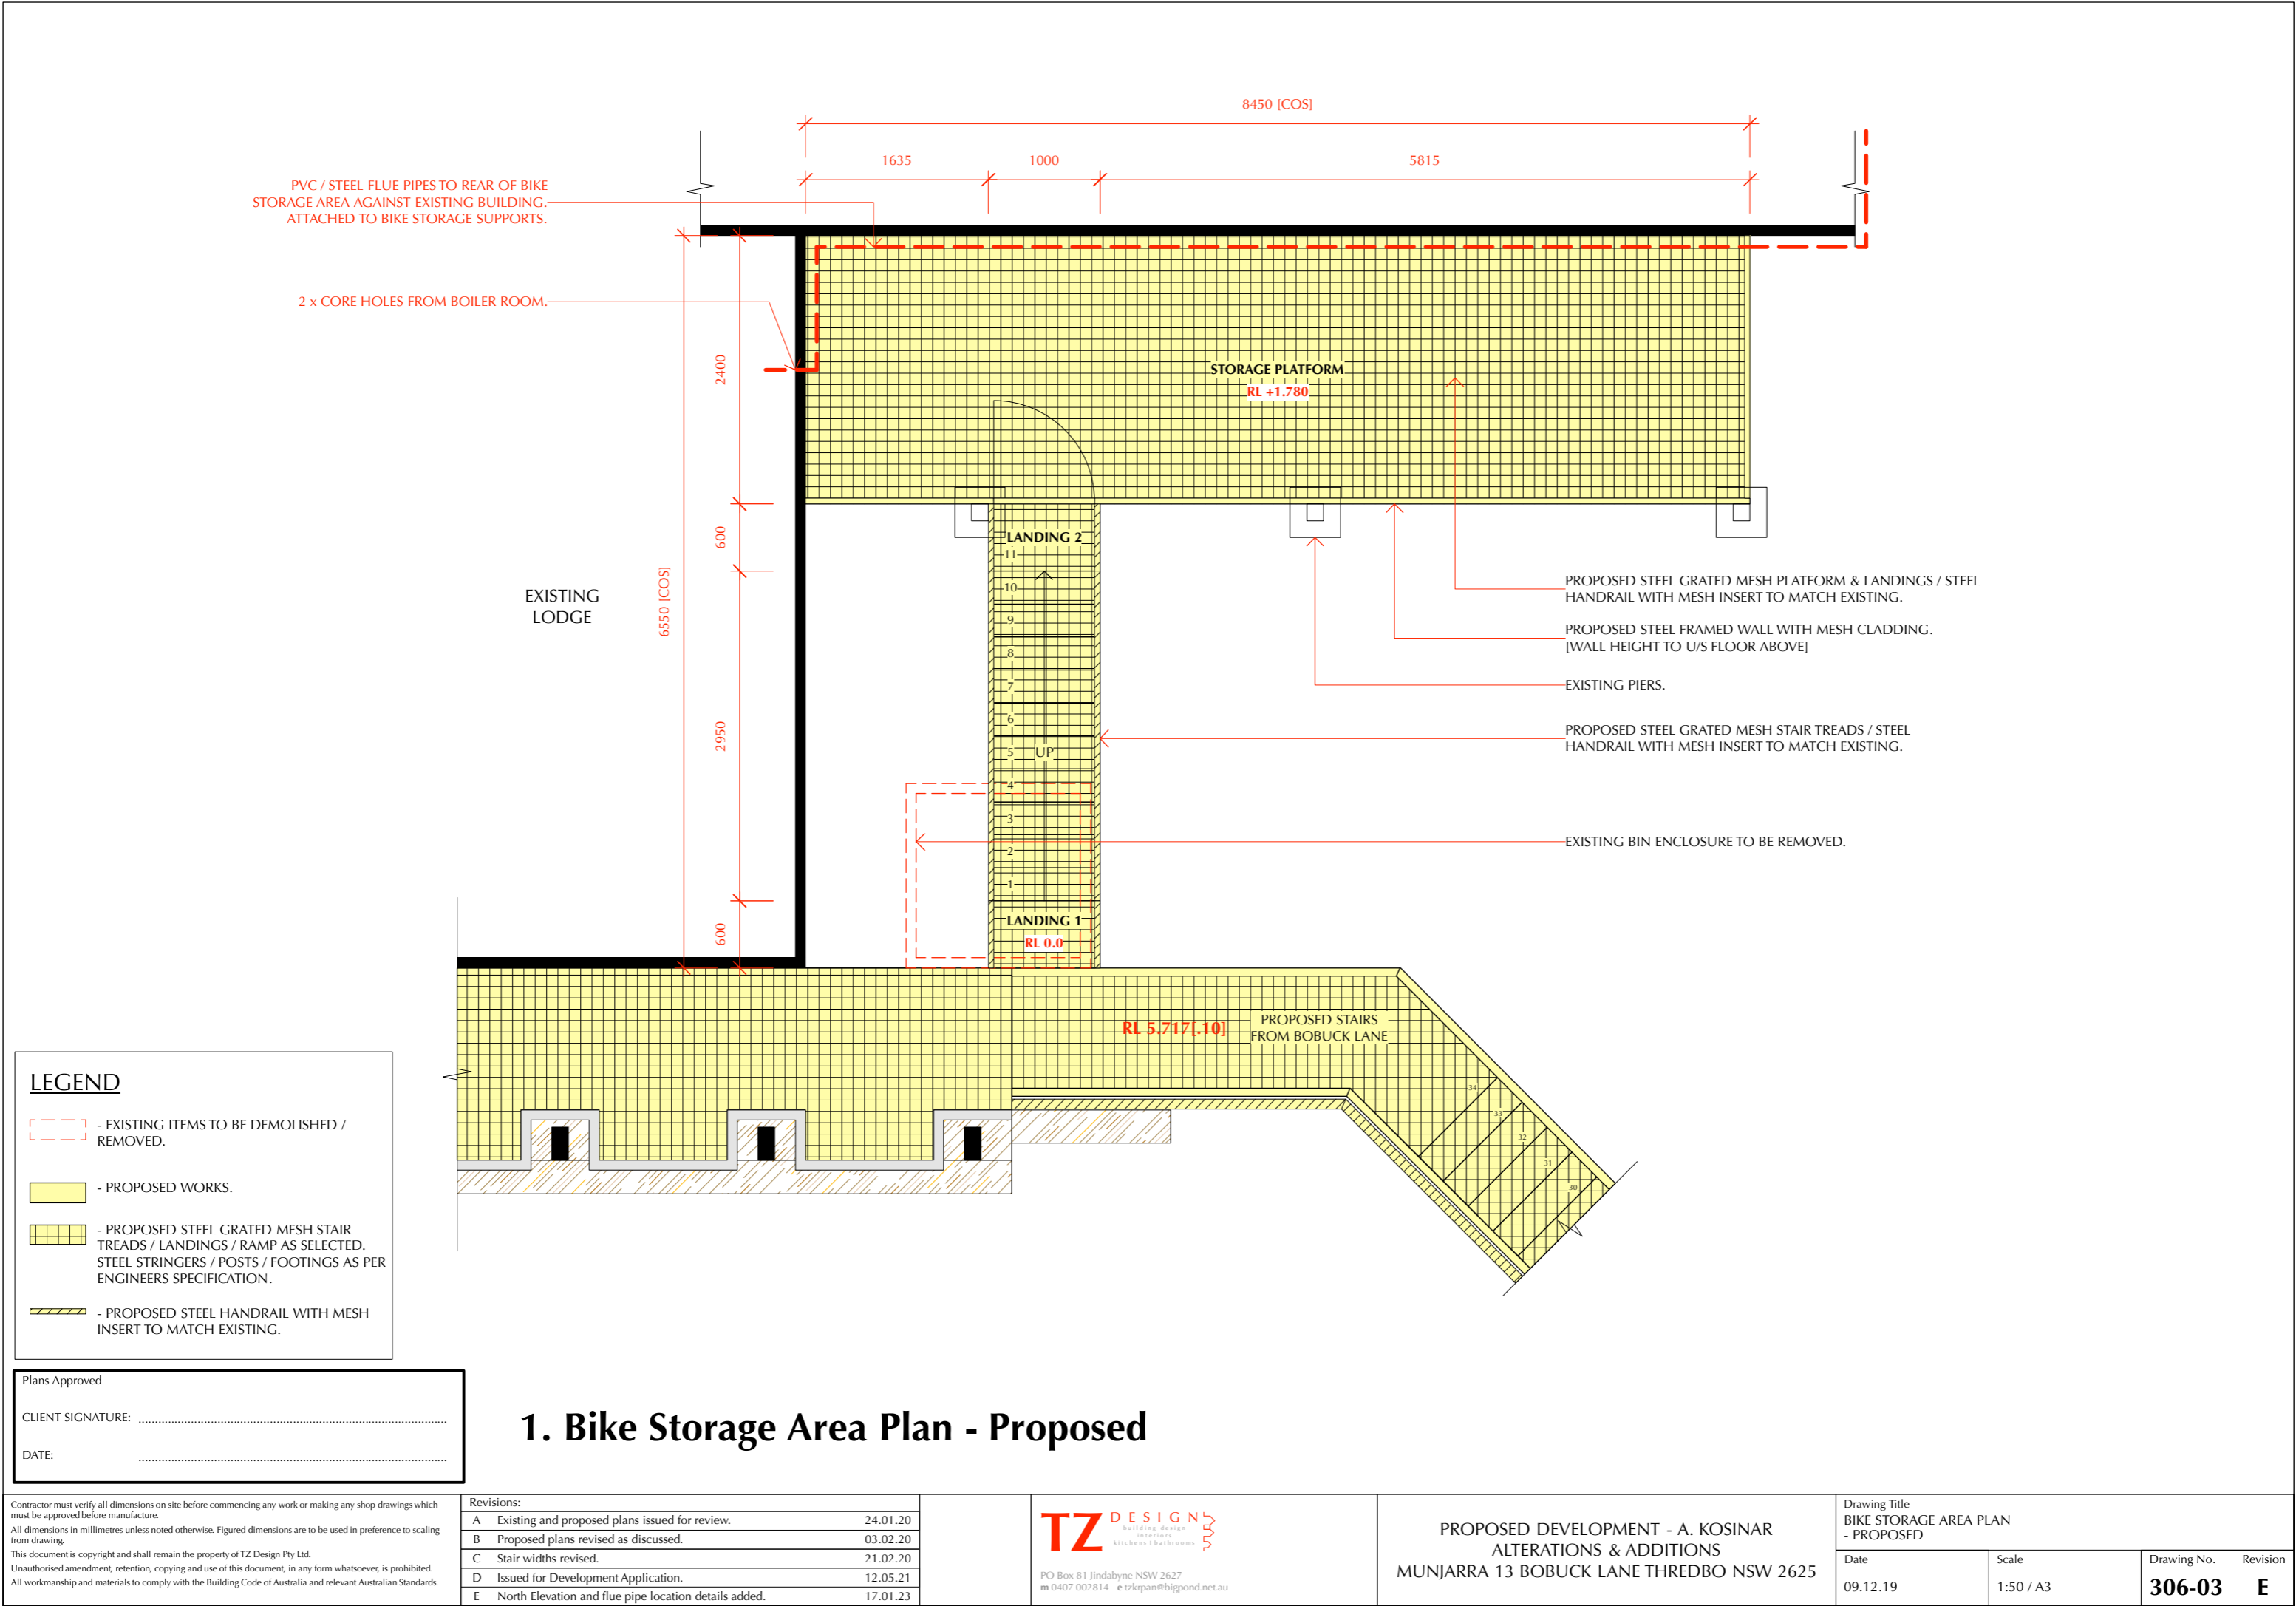 8450 [COS]
1635
1000
5815
PVC / STEEL FLUE PIPES TO REAR OF BIKE
STORAGE AREA AGAINST EXISTING BUILDING.
ATTACHED TO BIKE STORAGE SUPPORTS.
2 x CORE HOLES FROM BOILER ROOM.
2400
600
2950
600
6550 [COS]
EXISTING
LODGE
STORAGE PLATFORM
RL +1.780
LANDING 2
11
10
9
8
7
6
5
UP
4
3
2
1
LANDING 1
RL 0.0
PROPOSED STEEL GRATED MESH PLATFORM & LANDINGS / STEEL
HANDRAIL WITH MESH INSERT TO MATCH EXISTING.
PROPOSED STEEL FRAMED WALL WITH MESH CLADDING.
[WALL HEIGHT TO U/S FLOOR ABOVE]
EXISTING PIERS.
PROPOSED STEEL GRATED MESH STAIR TREADS / STEEL
HANDRAIL WITH MESH INSERT TO MATCH EXISTING.
EXISTING BIN ENCLOSURE TO BE REMOVED.
RL 5.717[.10]
PROPOSED STAIRS
FROM BOBUCK LANE
34
33
32
31
30
LEGEND
- EXISTING ITEMS TO BE DEMOLISHED /
REMOVED.
- PROPOSED WORKS.
- PROPOSED STEEL GRATED MESH STAIR
TREADS / LANDINGS / RAMP AS SELECTED.
STEEL STRINGERS / POSTS / FOOTINGS AS PER
ENGINEERS SPECIFICATION.
- PROPOSED STEEL HANDRAIL WITH MESH
INSERT TO MATCH EXISTING.
Plans Approved
CLIENT SIGNATURE:
DATE:
1. Bike Storage Area Plan - Proposed
Contractor must verify all dimensions on site before commencing any work or making any shop drawings which
must be approved before manufacture.
All dimensions in millimetres unless noted otherwise. Figured dimensions are to be used in preference to scaling
from drawing.
This document is copyright and shall remain the property of TZ Design Pty Ltd.
Unauthorised amendment, retention, copying and use of this document, in any form whatsoever, is prohibited.
All workmanship and materials to comply with the Building Code of Australia and relevant Australian Standards.
Revisions:
A Existing and proposed plans issued for review. 24.01.20
B Proposed plans revised as discussed. 03.02.20
C Stair widths revised. 21.02.20
D Issued for Development Application. 12.05.21
E North Elevation and flue pipe location details added. 17.01.23
TZ DESIGN
building design
interiors
kitchens | bathrooms
PO Box 81 Jindabyne NSW 2627
m 0407 002814 e tzkrpan@bigpond.net.au
PROPOSED DEVELOPMENT - A. KOSINAR
ALTERATIONS & ADDITIONS
MUNJARRA 13 BOBUCK LANE THREDBO NSW 2625
Drawing Title
BIKE STORAGE AREA PLAN
- PROPOSED
Date
09.12.19
Scale
1:50 / A3
Drawing No.
306-03
Revision
E